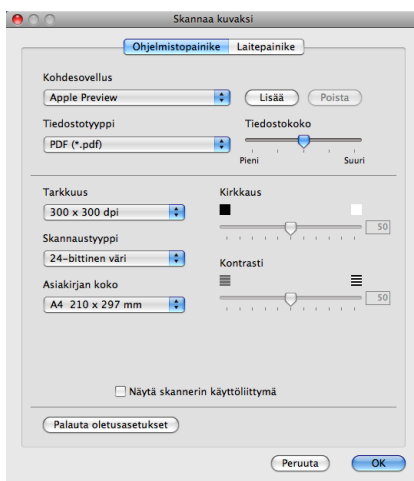 Skannaa kuvaksi
Ohjelmistopainike Laitepainike
Kohdesovellus
Apple Preview Lisää Poista
Tiedostotyyppi Tiedostokoko
PDF (*.pdf)
Pieni Suuri
Tarkkuus Kirkkaus
300 x 300 dpi
50
Skannaustyyppi
24-bittinen väri
Kontrasti
Asiakirjan koko
A4 210 x 297 mm 50
Näytä skannerin käyttöliittymä
Palauta oletusasetukset
Peruuta OK